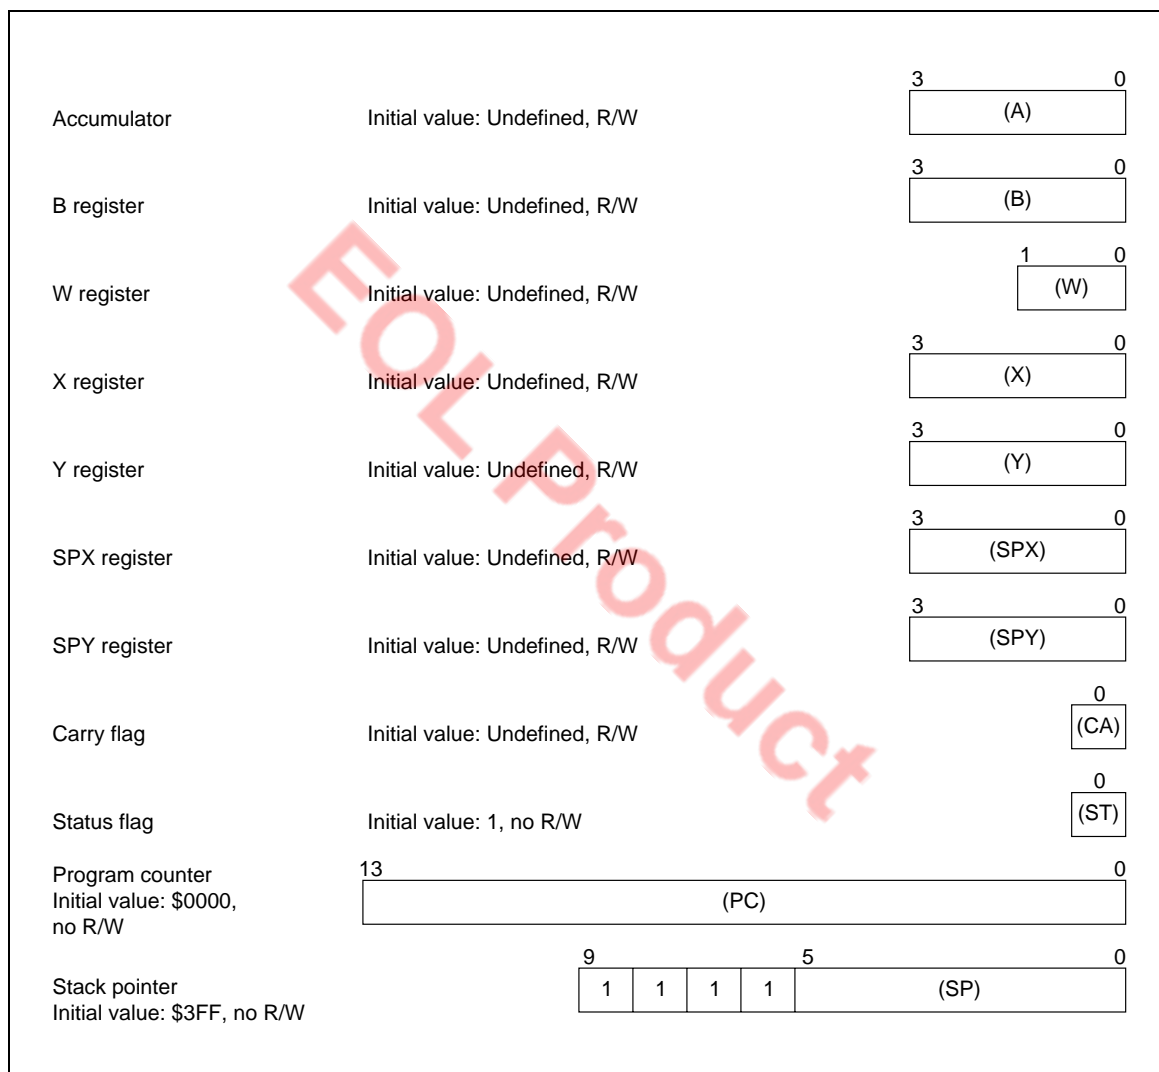 3 0
Accumulator Initial value: Undefined, R/W (A)
3 0
B register Initial value: Undefined, R/W (B)
1 0
W register Initial value: Undefined, R/W (W)
3 0
X register Initial value: Undefined, R/W (X)
3 0
Y register Initial value: Undefined, R/W (Y)
3 0
SPX register Initial value: Undefined, R/W (SPX)
3 0
SPY register Initial value: Undefined, R/W (SPY)
0
Carry flag Initial value: Undefined, R/W (CA)
0
Status flag Initial value: 1, no R/W (ST)
Program counter 13 0
Initial value: $0000, (PC)
no R/W
9 5 0
Stack pointer 1 1 1 1 (SP)
Initial value: $3FF, no R/W
EOL Product